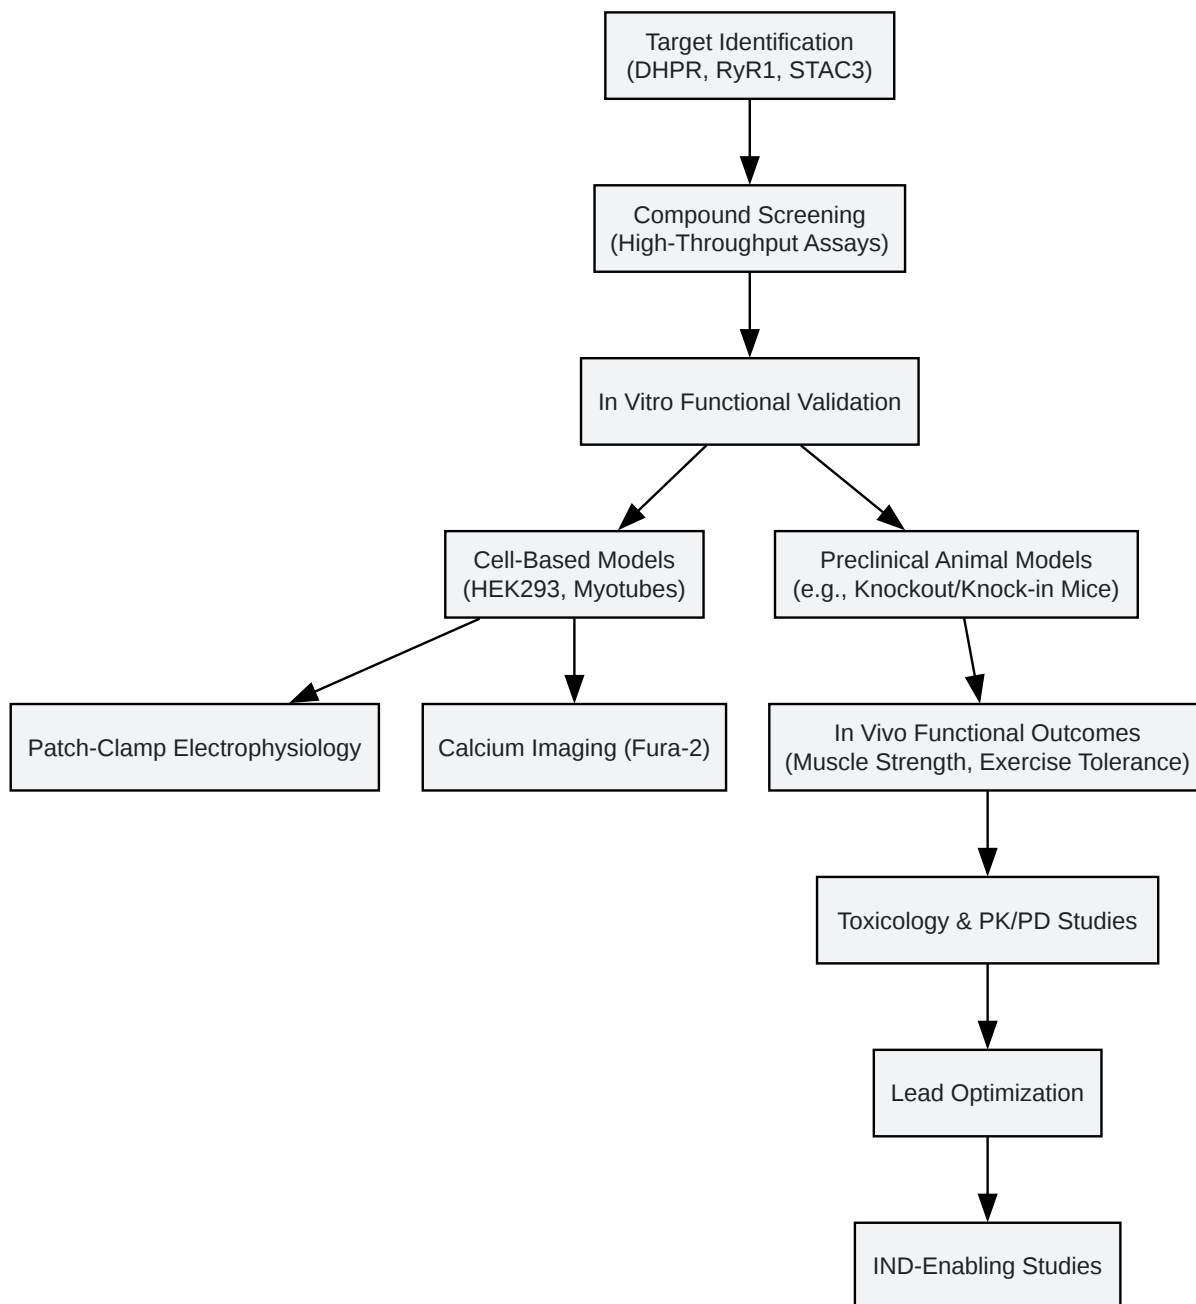 Target Identification
(DHPR, RyR1, STAC3)
Compound Screening
(High-Throughput Assays)
In Vitro Functional Validation
Cell-Based Models
(HEK293, Myotubes)
Preclinical Animal Models
(e.g., Knockout/Knock-in Mice)
Patch-Clamp Electrophysiology
Calcium Imaging (Fura-2)
In Vivo Functional Outcomes
(Muscle Strength, Exercise Tolerance)
Toxicology & PK/PD Studies
Lead Optimization
IND-Enabling Studies